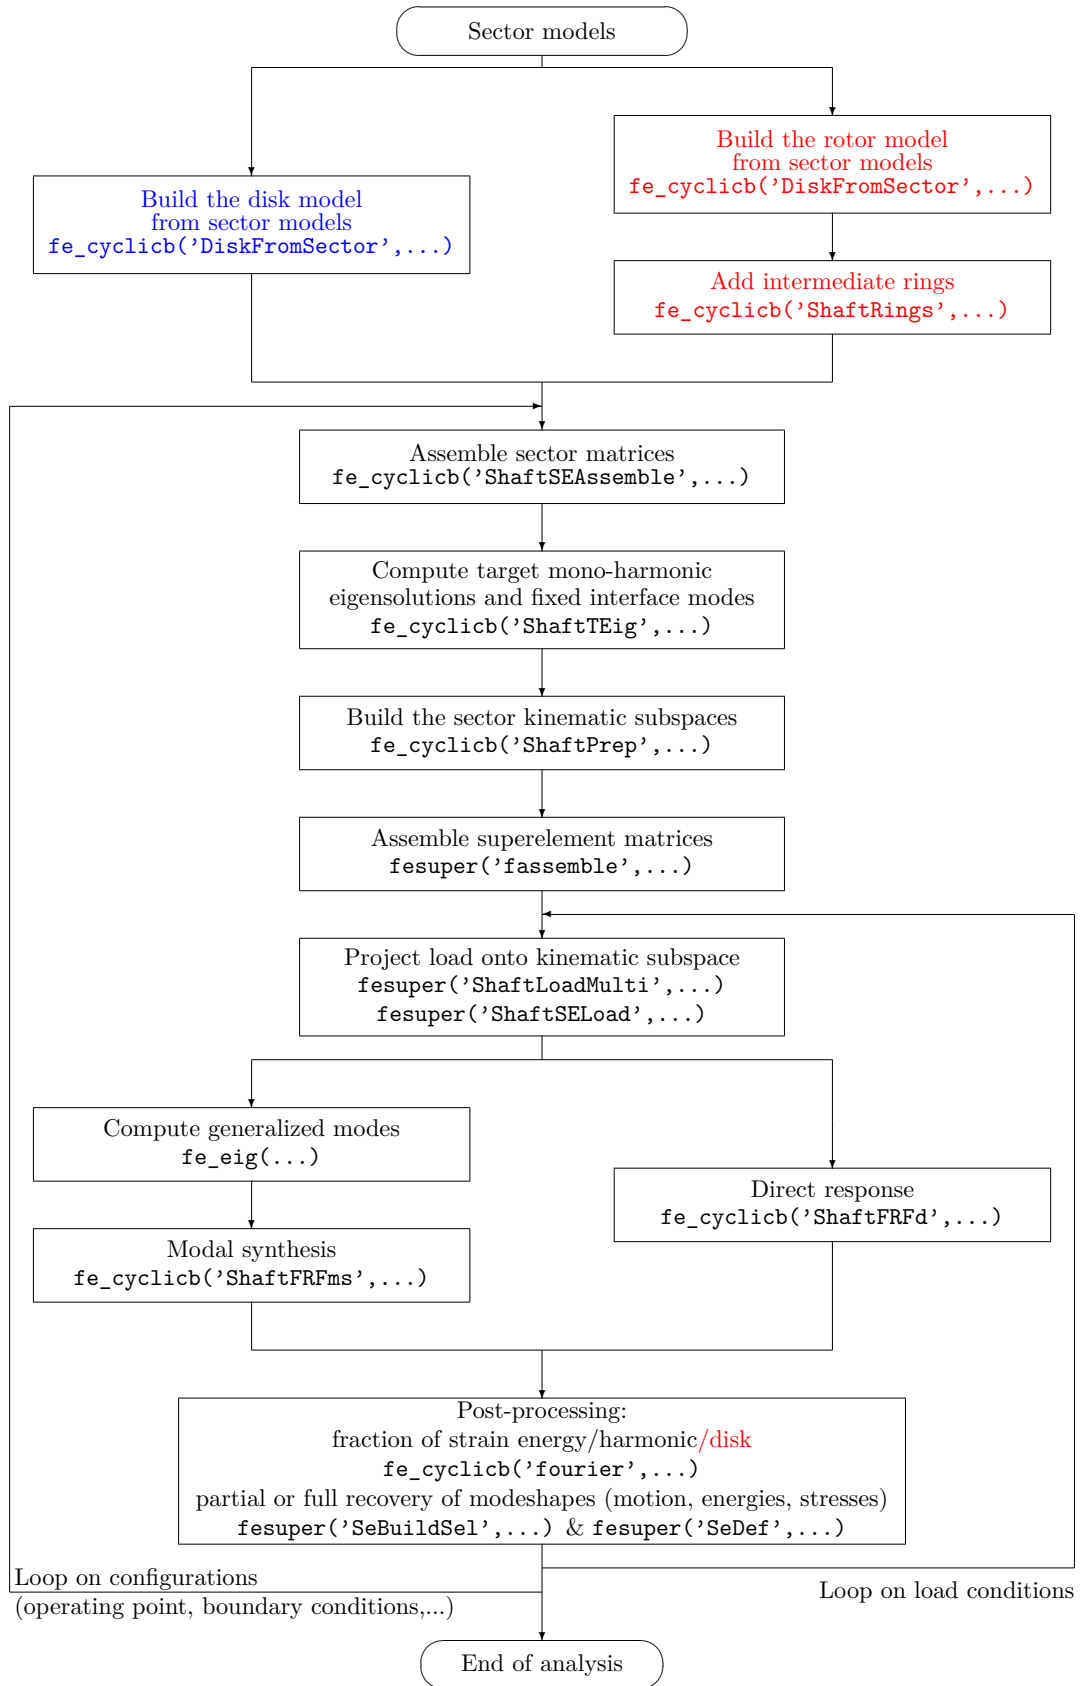 Sector models
Build the rotor model
from sector models
fe_cyclicb('DiskFromSector',...)
Build the disk model
from sector models
fe_cyclicb('DiskFromSector',...)
Add intermediate rings
fe_cyclicb('ShaftRings',...)
Assemble sector matrices
fe_cyclicb('ShaftSEAssemble',...)
Compute target mono-harmonic
eigensolutions and fixed interface modes
fe_cyclicb('ShaftTEig',...)
Build the sector kinematic subspaces
fe_cyclicb('ShaftPrep',...)
Assemble superelement matrices
fesuper('fassemble',...)
Project load onto kinematic subspace
fesuper('ShaftLoadMulti',...)
fesuper('ShaftSELoad',...)
Compute generalized modes
fe_eig(...)
Direct response
fe_cyclicb('ShaftFRFd',...)
Modal synthesis
fe_cyclicb('ShaftFRFms',...)
Post-processing:
fraction of strain energy/harmonic/disk
fe_cyclicb('fourier',...)
partial or full recovery of modeshapes (motion, energies, stresses)
fesuper('SeBuildSel',...) & fesuper('SeDef',...)
Loop on configurations
(operating point, boundary conditions,...)
Loop on load conditions
End of analysis